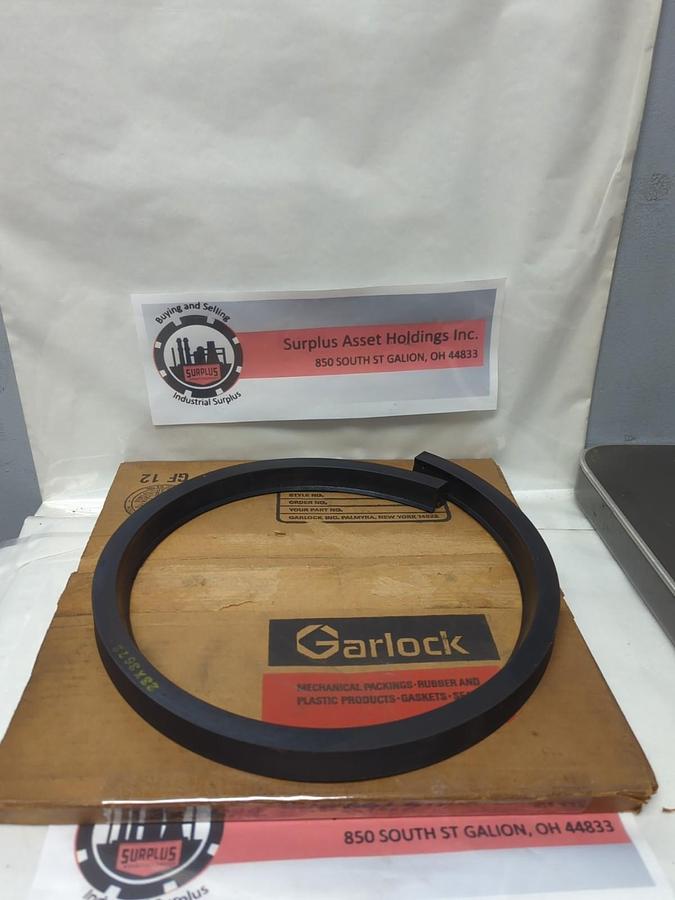 Buying and Selling
SURPLUS
Industrial Surplus
Surplus Asset Holdings Inc.
850 SOUTH ST GALION, OH 44833
GF 12
STYLE NO.
ORDER NO.
YOUR PART NO.
GARLOCK INC. PALMYRA, NEW YORK 14522
Garlock
MECHANICAL PACKINGS·RUBBER AND
PLASTIC PRODUCTS·GASKETS·
850 SOUTH ST GALION, OH 44833
SURPLUS